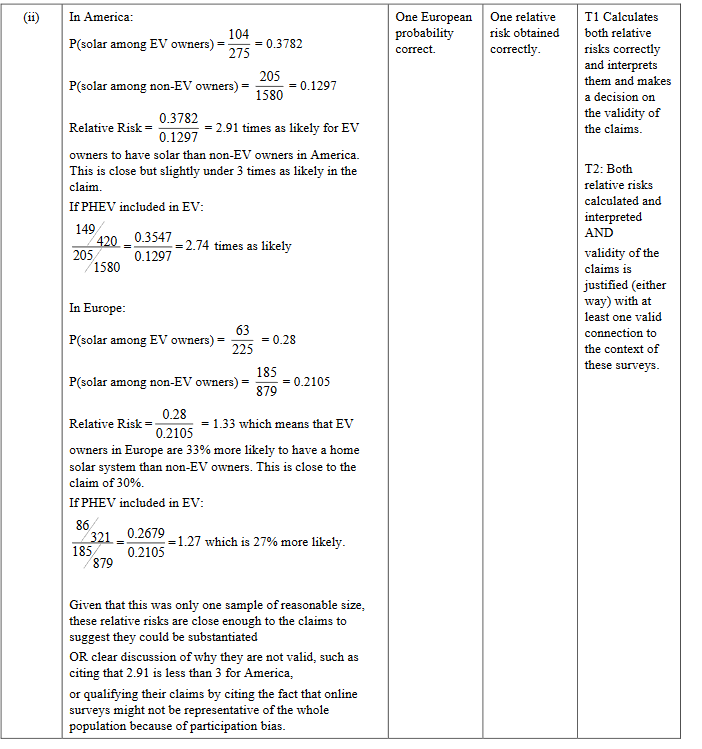 (ii)
In America:
P(solar among EV owners) = 104/275 = 0.3782
P(solar among non-EV owners) = 205/1580 = 0.1297
Relative Risk = 0.3782/0.1297 = 2.91 times as likely for EV
owners to have solar than non-EV owners in America.
This is close but slightly under 3 times as likely in the
claim.
If PHEV included in EV:
149/420 / 205/1580 = 0.3547/0.1297 = 2.74 times as likely
In Europe:
P(solar among EV owners) = 63/225 = 0.28
P(solar among non-EV owners) = 185/879 = 0.2105
Relative Risk = 0.28/0.2105 = 1.33 which means that EV
owners in Europe are 33% more likely to have a home
solar system than non-EV owners. This is close to the
claim of 30%.
If PHEV included in EV:
86/321 / 185/879 = 0.2679/0.2105 = 1.27 which is 27% more likely.
Given that this was only one sample of reasonable size,
these relative risks are close enough to the claims to
suggest they could be substantiated
OR clear discussion of why they are not valid, such as
citing that 2.91 is less than 3 for America,
or qualifying their claims by citing the fact that online
surveys might not be representative of the whole
population because of participation bias.
One European
probability
correct.
One relative
risk obtained
correctly.
T1 Calculates
both relative
risks correctly
and interprets
them and makes
a decision on
the validity of
the claims.
T2: Both
relative risks
calculated and
interpreted
AND
validity of the
claims is
justified (either
way) with at
least one valid
connection to
the context of
these surveys.